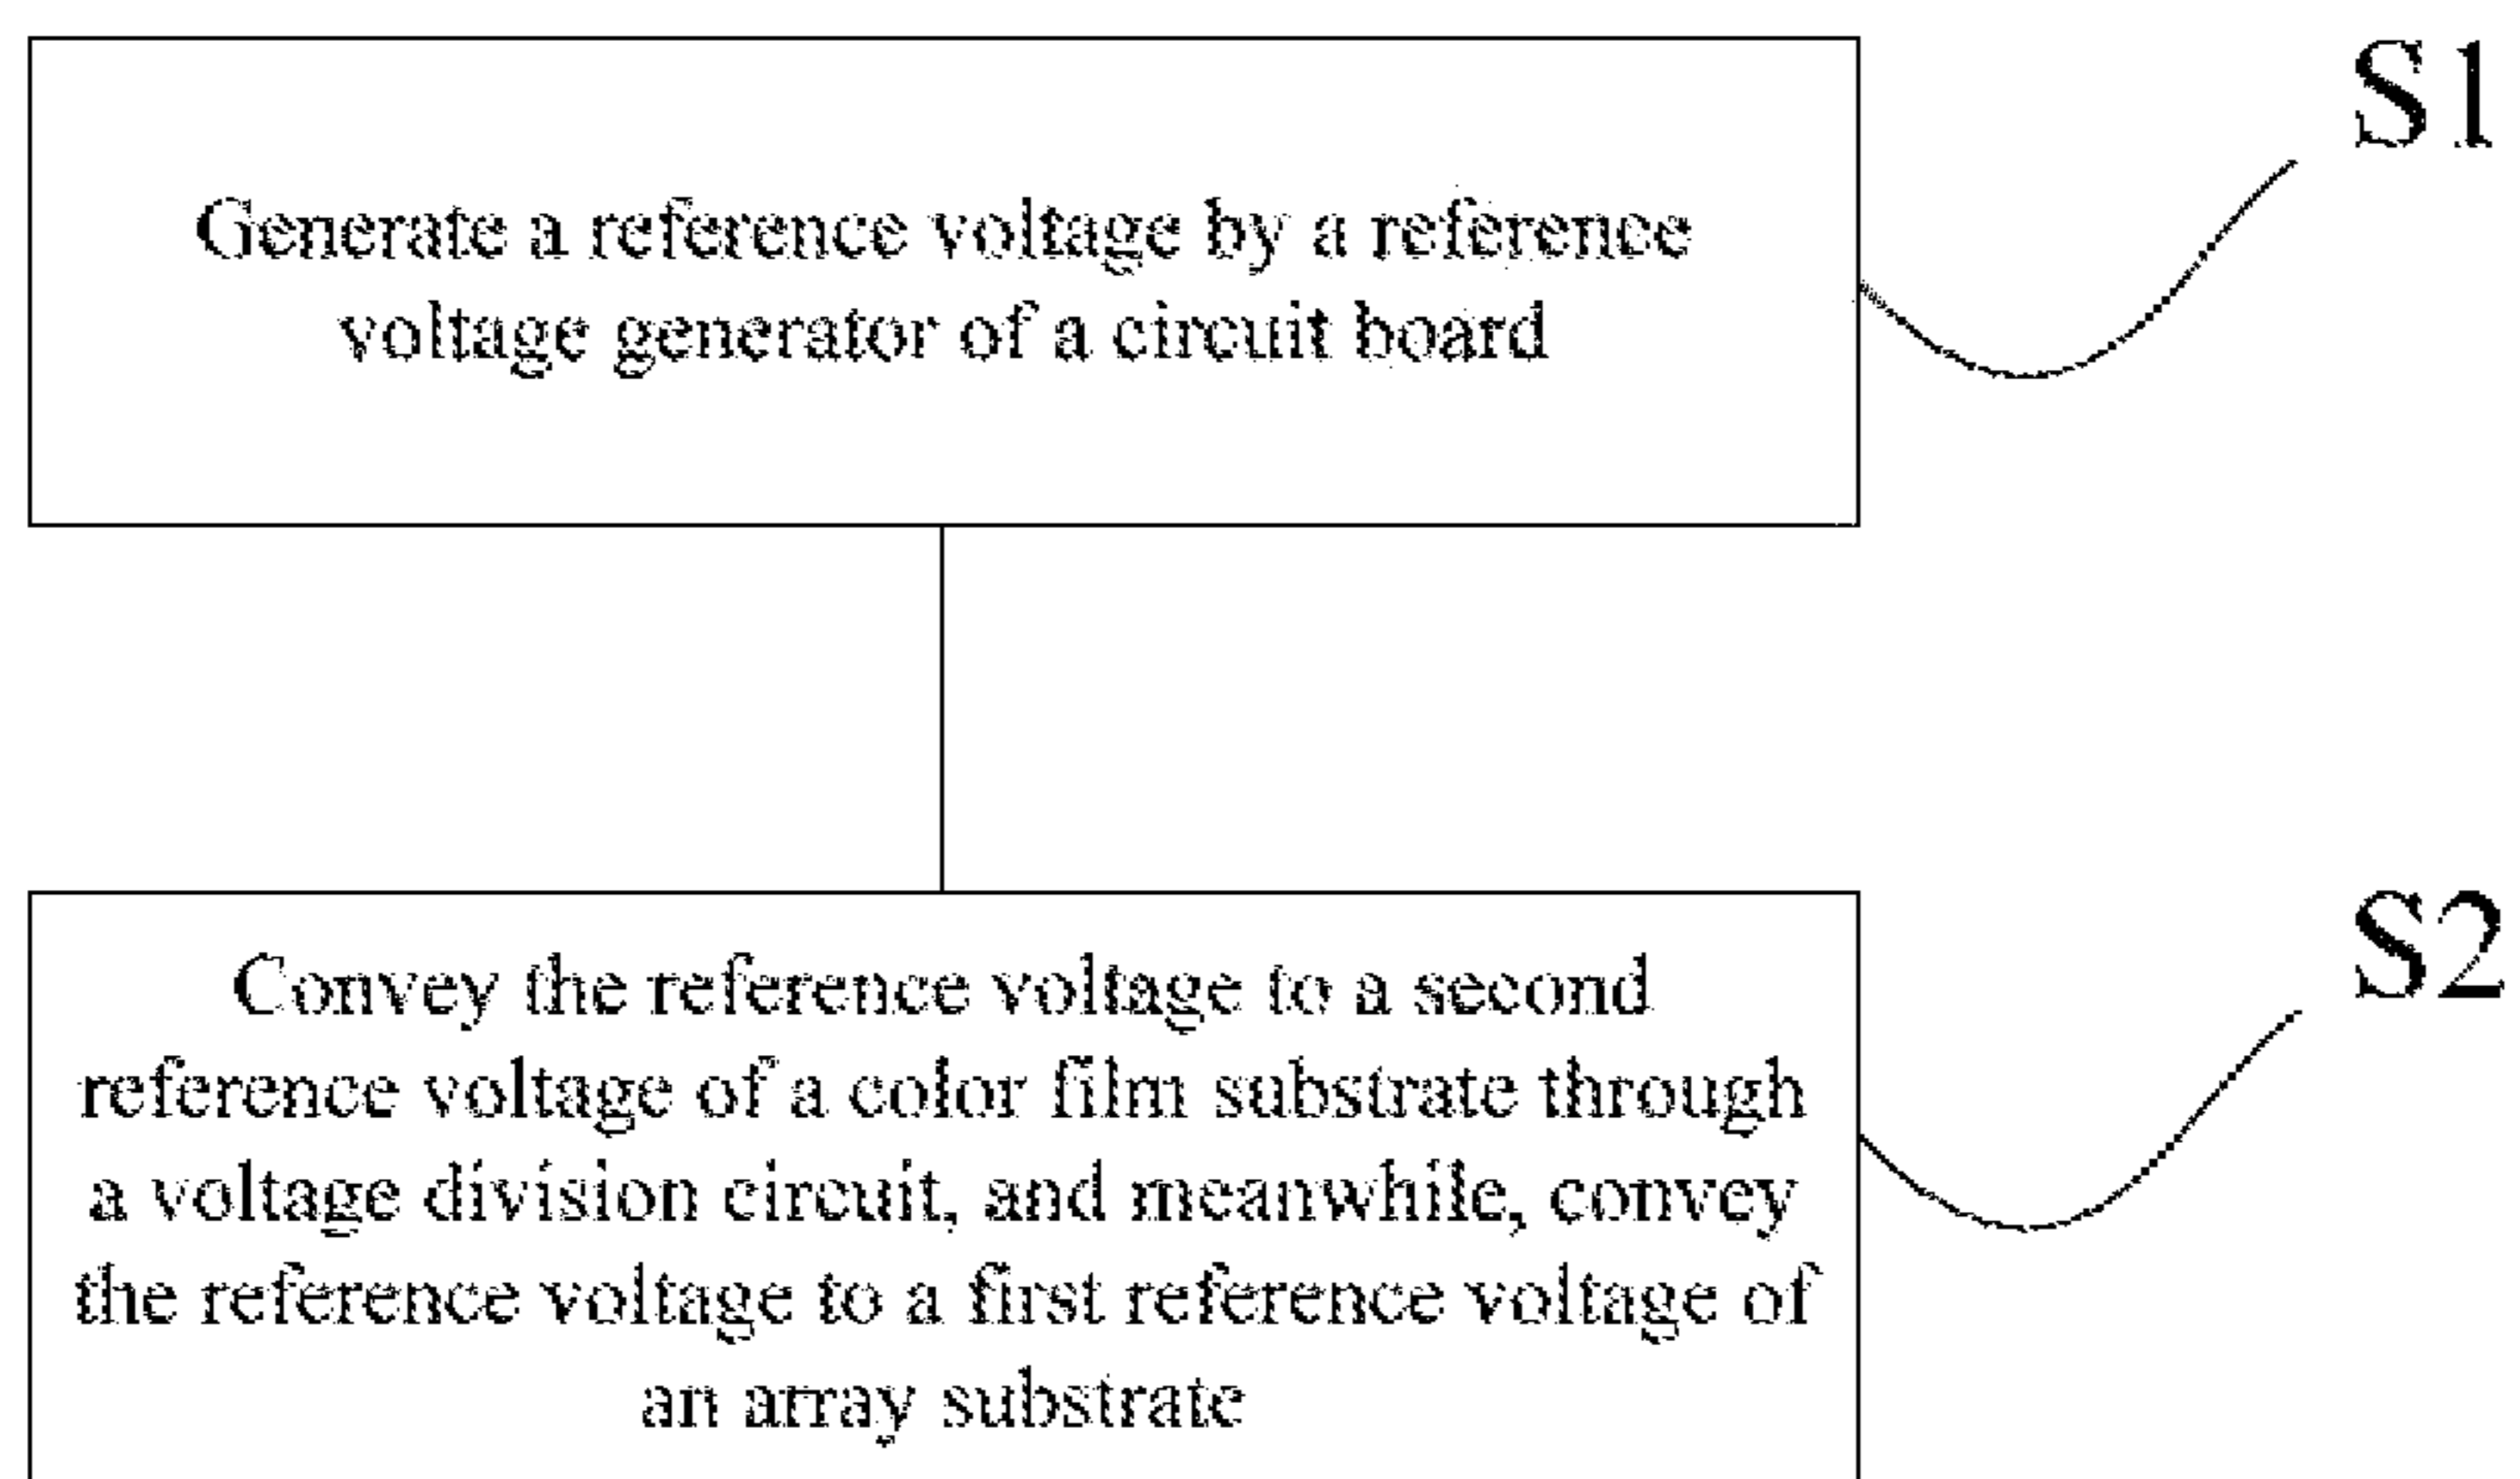 S1
Generate a reference voltage by a reference
voltage generator of a circuit board
S2
Convey the reference voltage to a second
reference voltage of a color film substrate through
a voltage division circuit, and meanwhile, convey
the reference voltage to a first reference voltage of
an array substrate